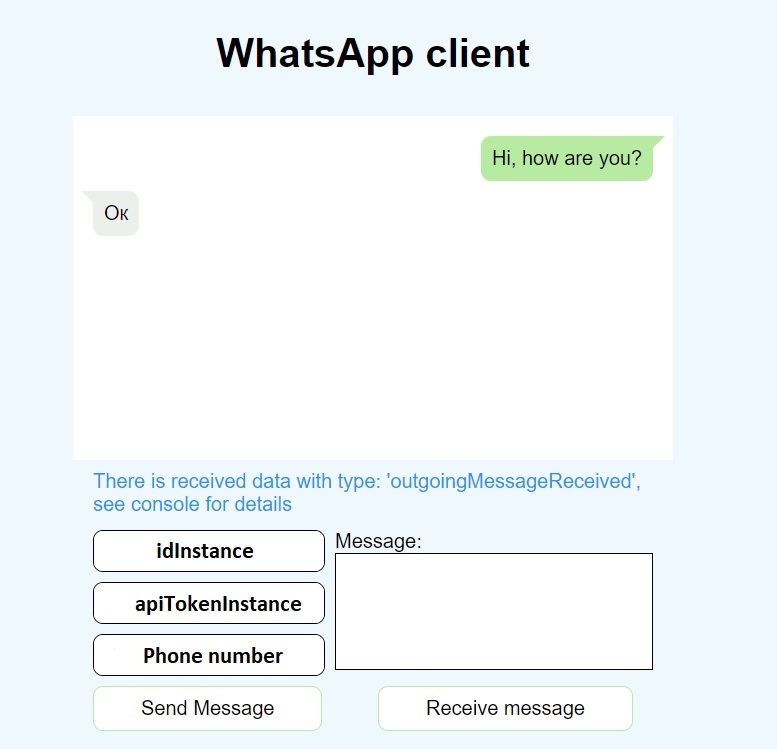 WhatsApp client
Hi, how are you?
Ок
There is received data with type: 'outgoingMessageReceived',
see console for details
idInstance
Message:
apiTokenInstance
Phone number
Send Message
Receive message